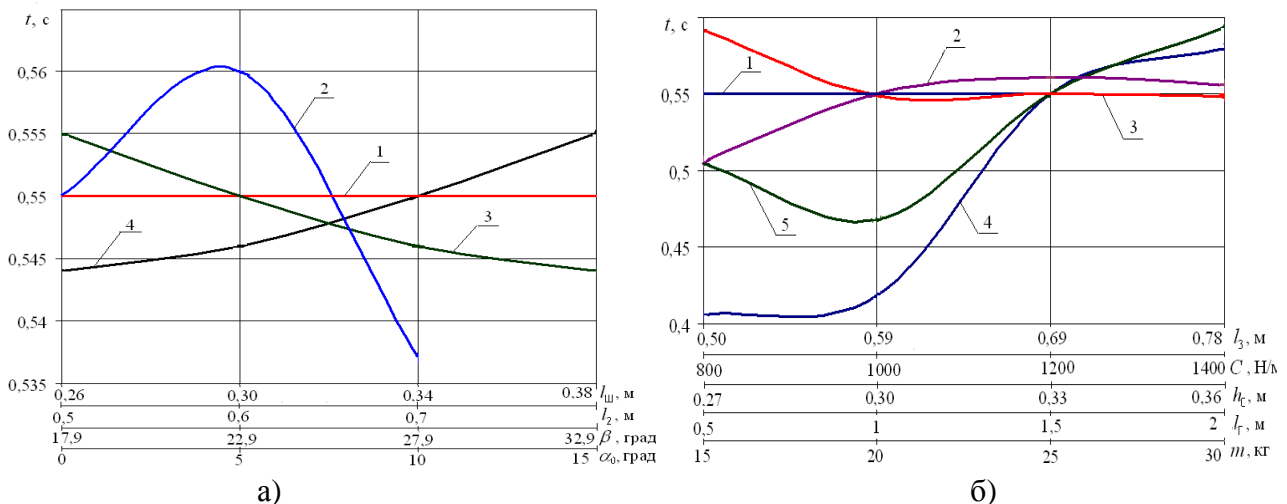 t, с
0,56
0,555
0,55
0,545
0,54
0,535
1
2
3
4
0,26 0,30 0,34 0,38 lш, м
0,5 0,6 0,7 l2, м
17,9 22,9 27,9 32,9 β, град
0 5 10 15 α0, град
а)
t, с
0,55
0,5
0,45
0,4
1
2
3
4
5
0,50 0,59 0,69 0,78 l3, м
800 1000 1200 1400 C, Н/м
0,27 0,30 0,33 0,36 hС, м
0,5 1 1,5 2 lГ, м
15 20 25 30 m, кг
б)